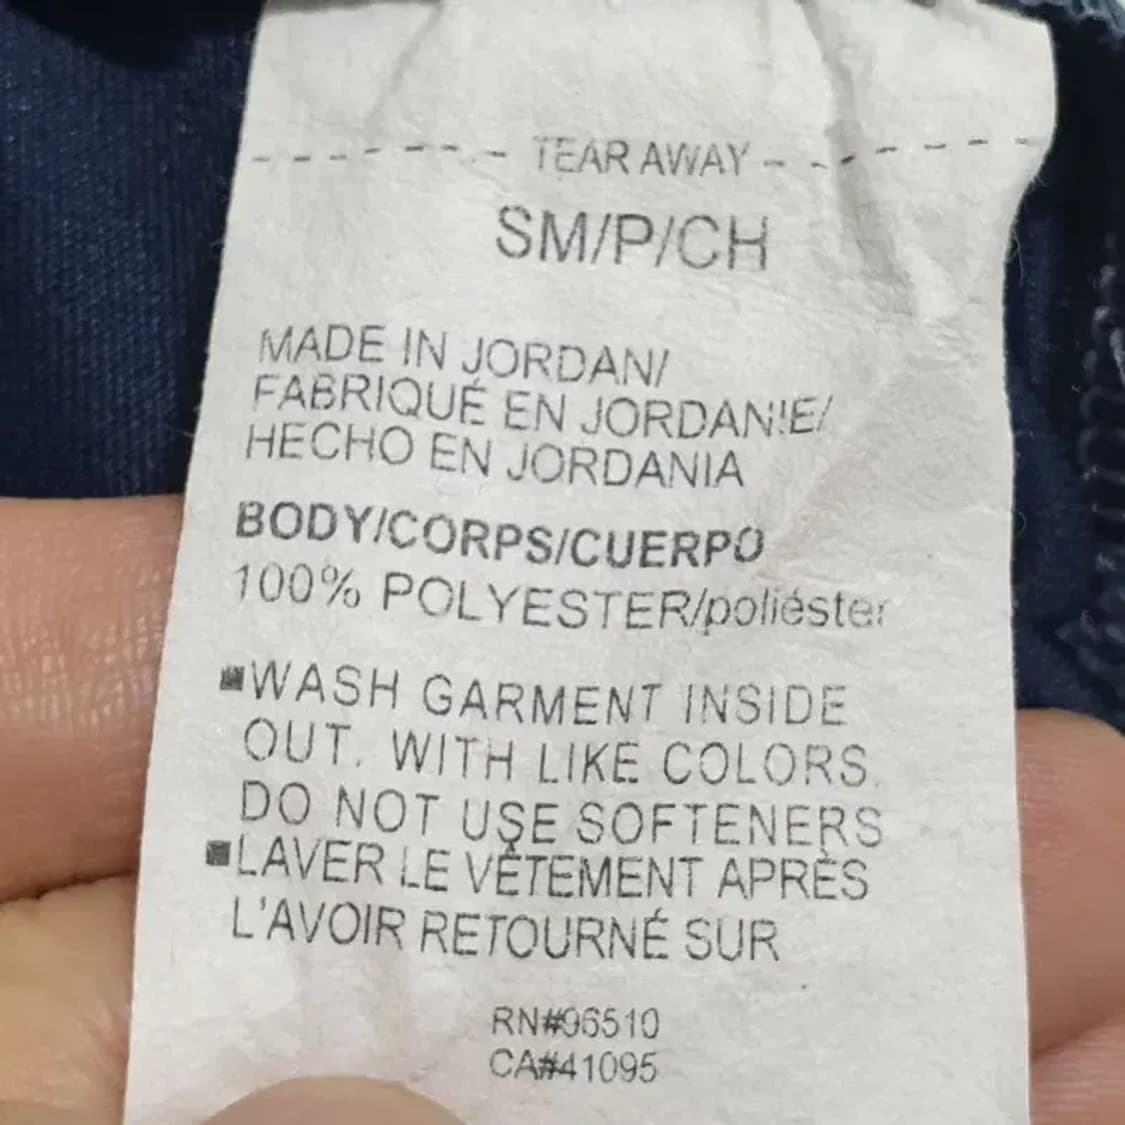 TEAR AWAY
SM/P/CH
MADE IN JORDAN/
FABRIQUÉ EN JORDANIE/
HECHO EN JORDANIA
BODY/CORPS/CUERPO
100% POLYESTER/poliéster
▪WASH GARMENT INSIDE
OUT. WITH LIKE COLORS.
DO NOT USE SOFTENERS
▪LAVER LE VÊTEMENT APRÈS
L'AVOIR RETOURNÉ SUR
RN#96510
CA#41095